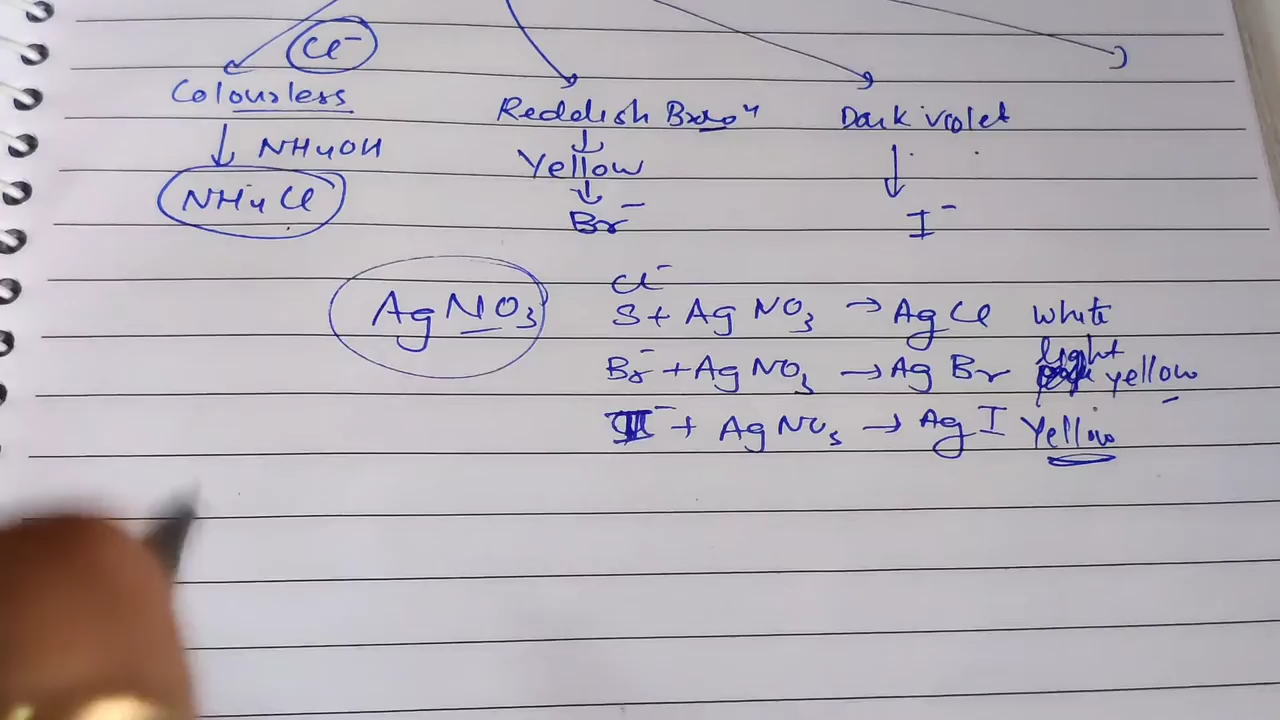 Cl⁻
Colourless
Reddish Brown
Dark violet
↓ NH4OH
Yellow
NH4Cl
Br⁻
I⁻
AgNO3
Cl⁻
S + AgNO3 → AgCl white
light
Br⁻ + AgNO3 → AgBr yellow
I⁻ + AgNO3 → AgI Yellow